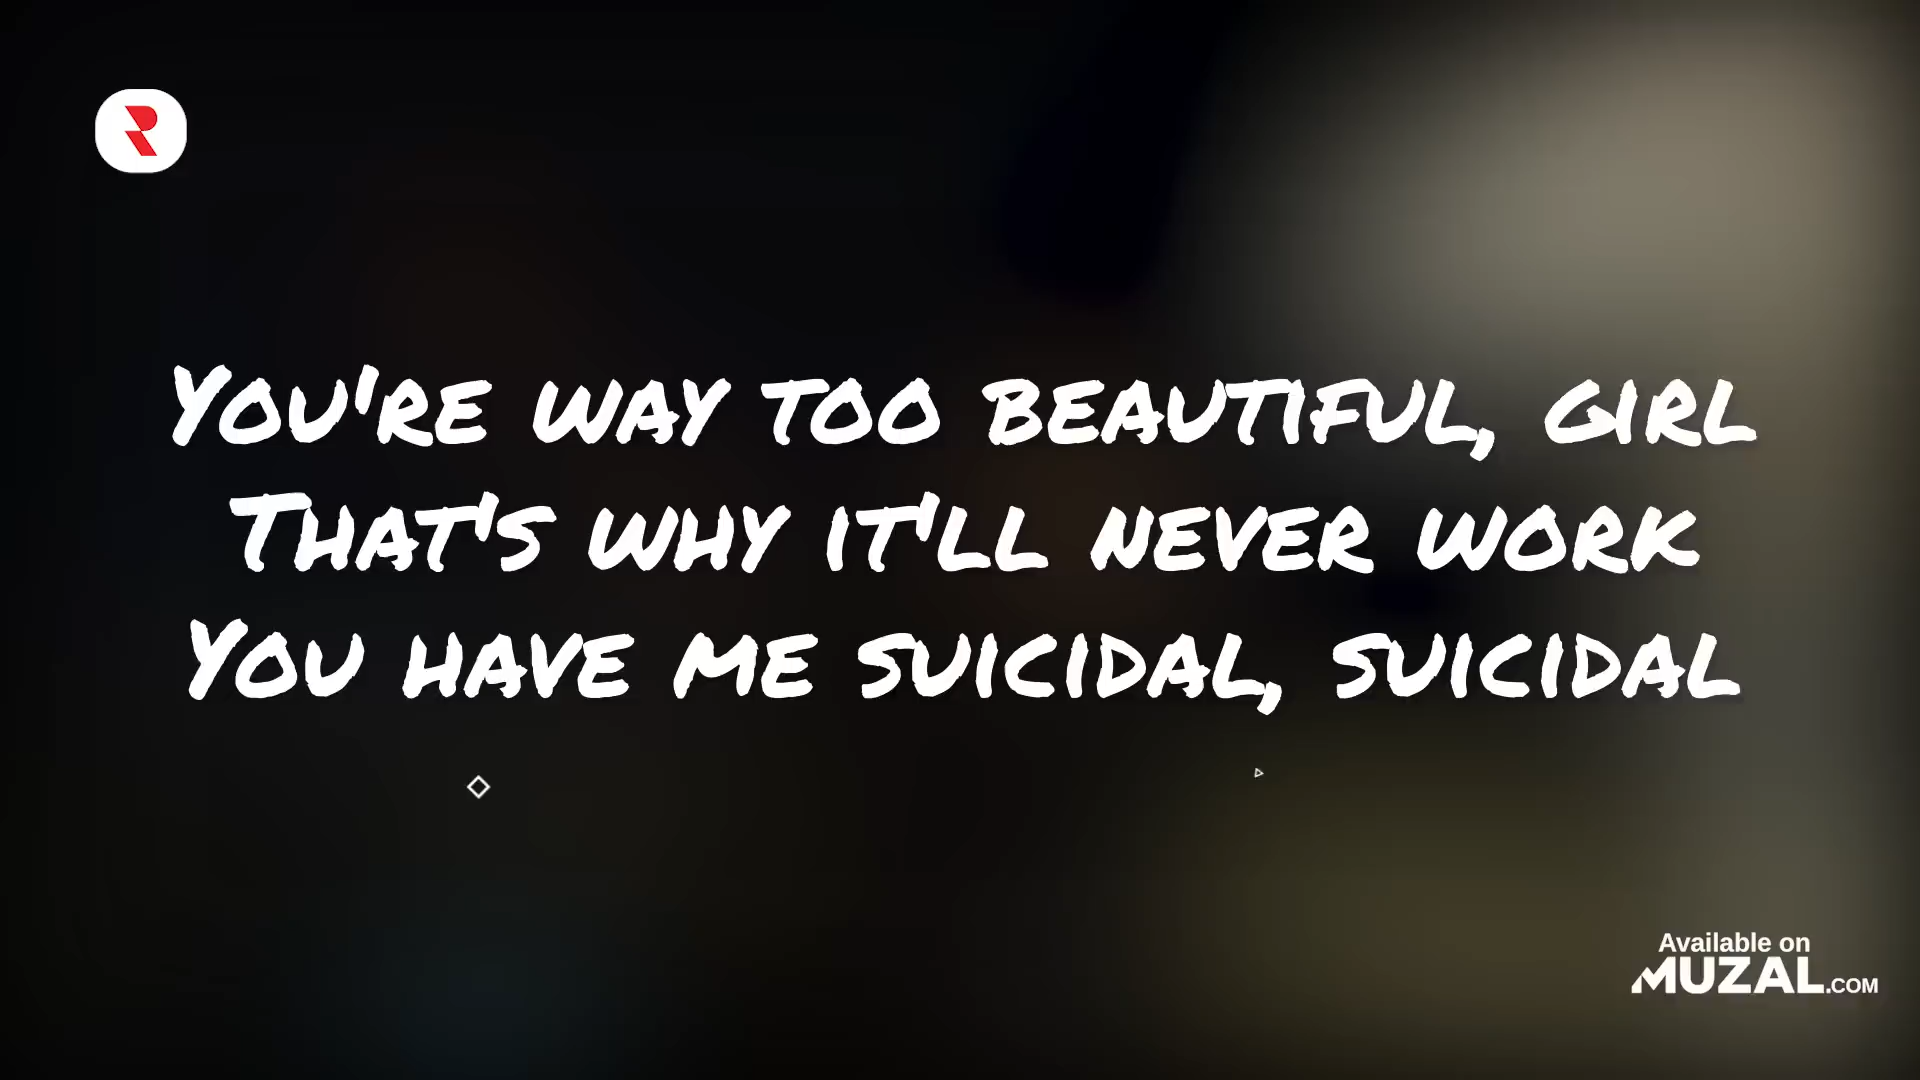 R
You're way too beautiful, girl
That's why it'll never work
You have me suicidal, suicidal
Available on
MUZAL.COM